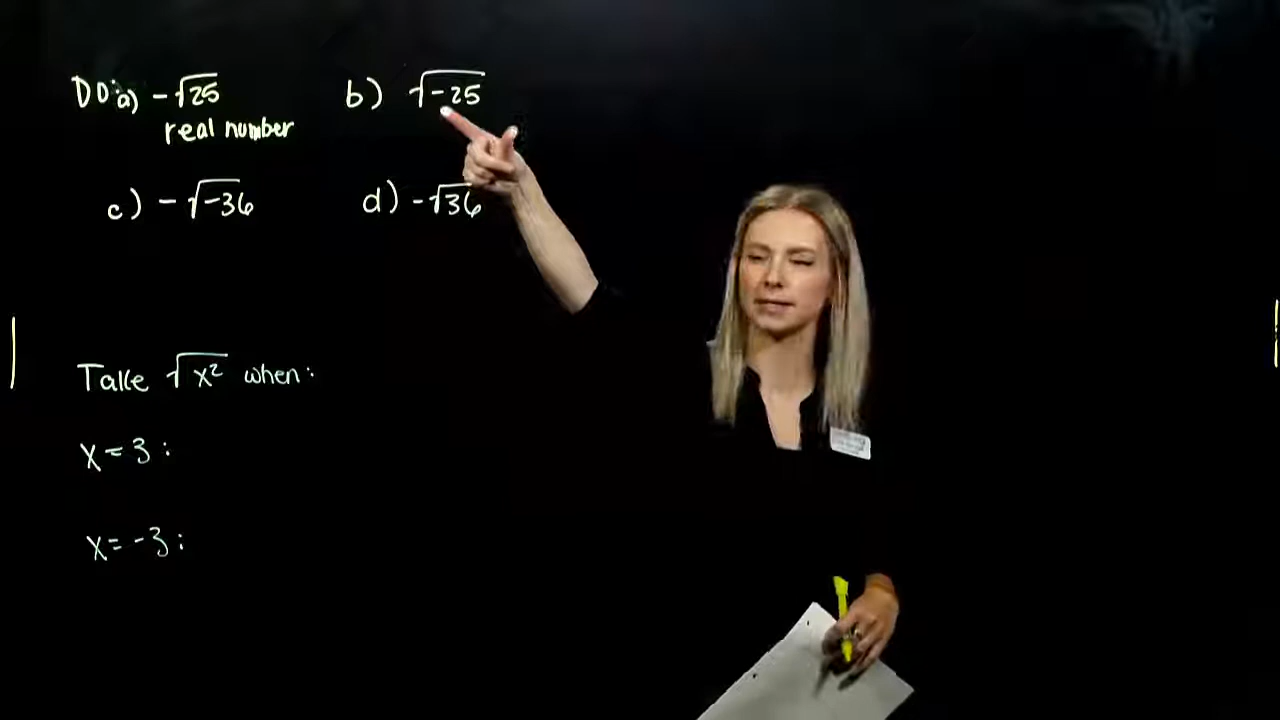 DO: a) -√25 b) √-25
real number
c) -√-36 d) -√36
Take √x² when:
x = 3:
x = -3: